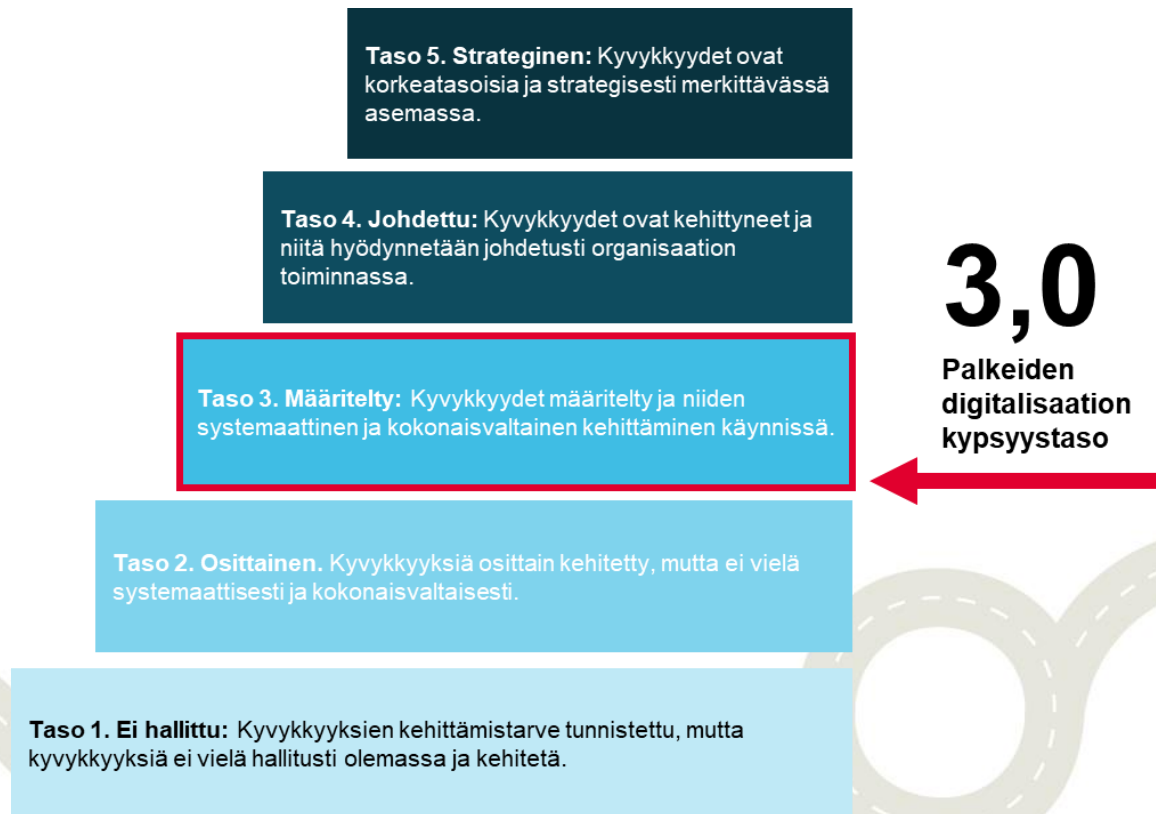 Taso 5. Strateginen: Kyvykkyydet ovat
korkeatasoisia ja strategisesti merkittävässä
asemassa.
Taso 4. Johdettu: Kyvykkyydet ovat kehittyneet ja
niitä hyödynnetään johdetusti organisaation
toiminnassa.
Taso 3. Määritelty: Kyvykkyydet määritelty ja niiden
systemaattinen ja kokonaisvaltainen kehittäminen käynnissä.
3,0
Palkeiden
digitalisaation
kypsyystaso
Taso 2. Osittainen. Kyvykkyyksiä osittain kehitetty, mutta ei vielä
systemaattisesti ja kokonaisvaltaisesti.
Taso 1. Ei hallittu: Kyvykkyyksien kehittämistarve tunnistettu, mutta
kyvykkyyksiä ei vielä hallitusti olemassa ja kehitetä.